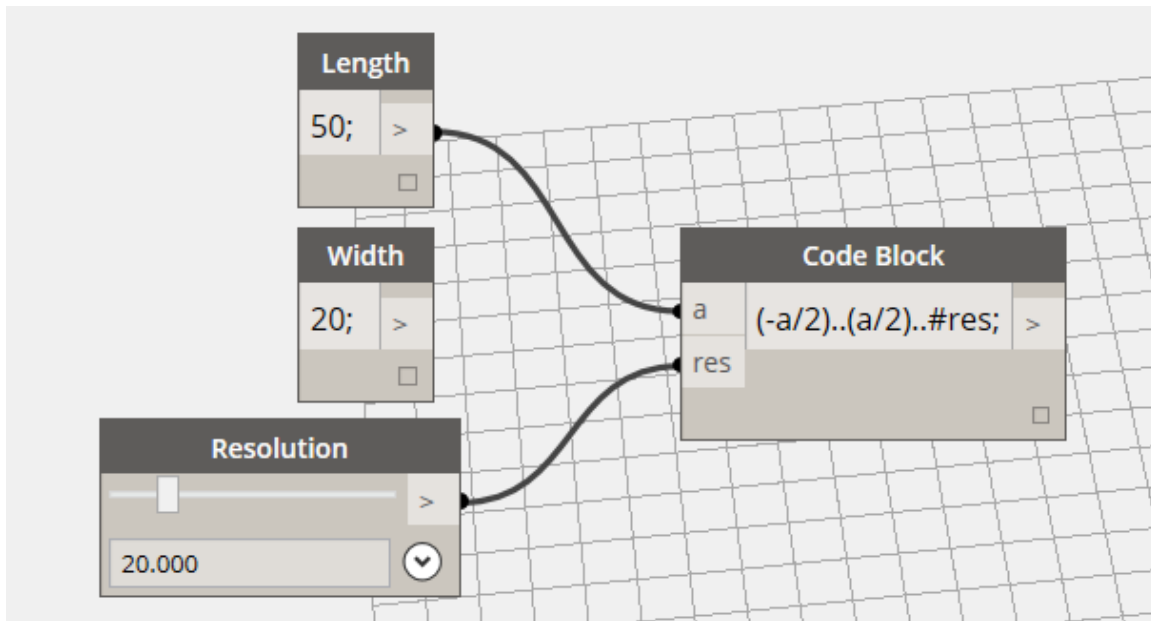 Length
50; >
Width
20; >
Code Block
a (-a/2)..(a/2)..#res; >
res
Resolution
>
20.000